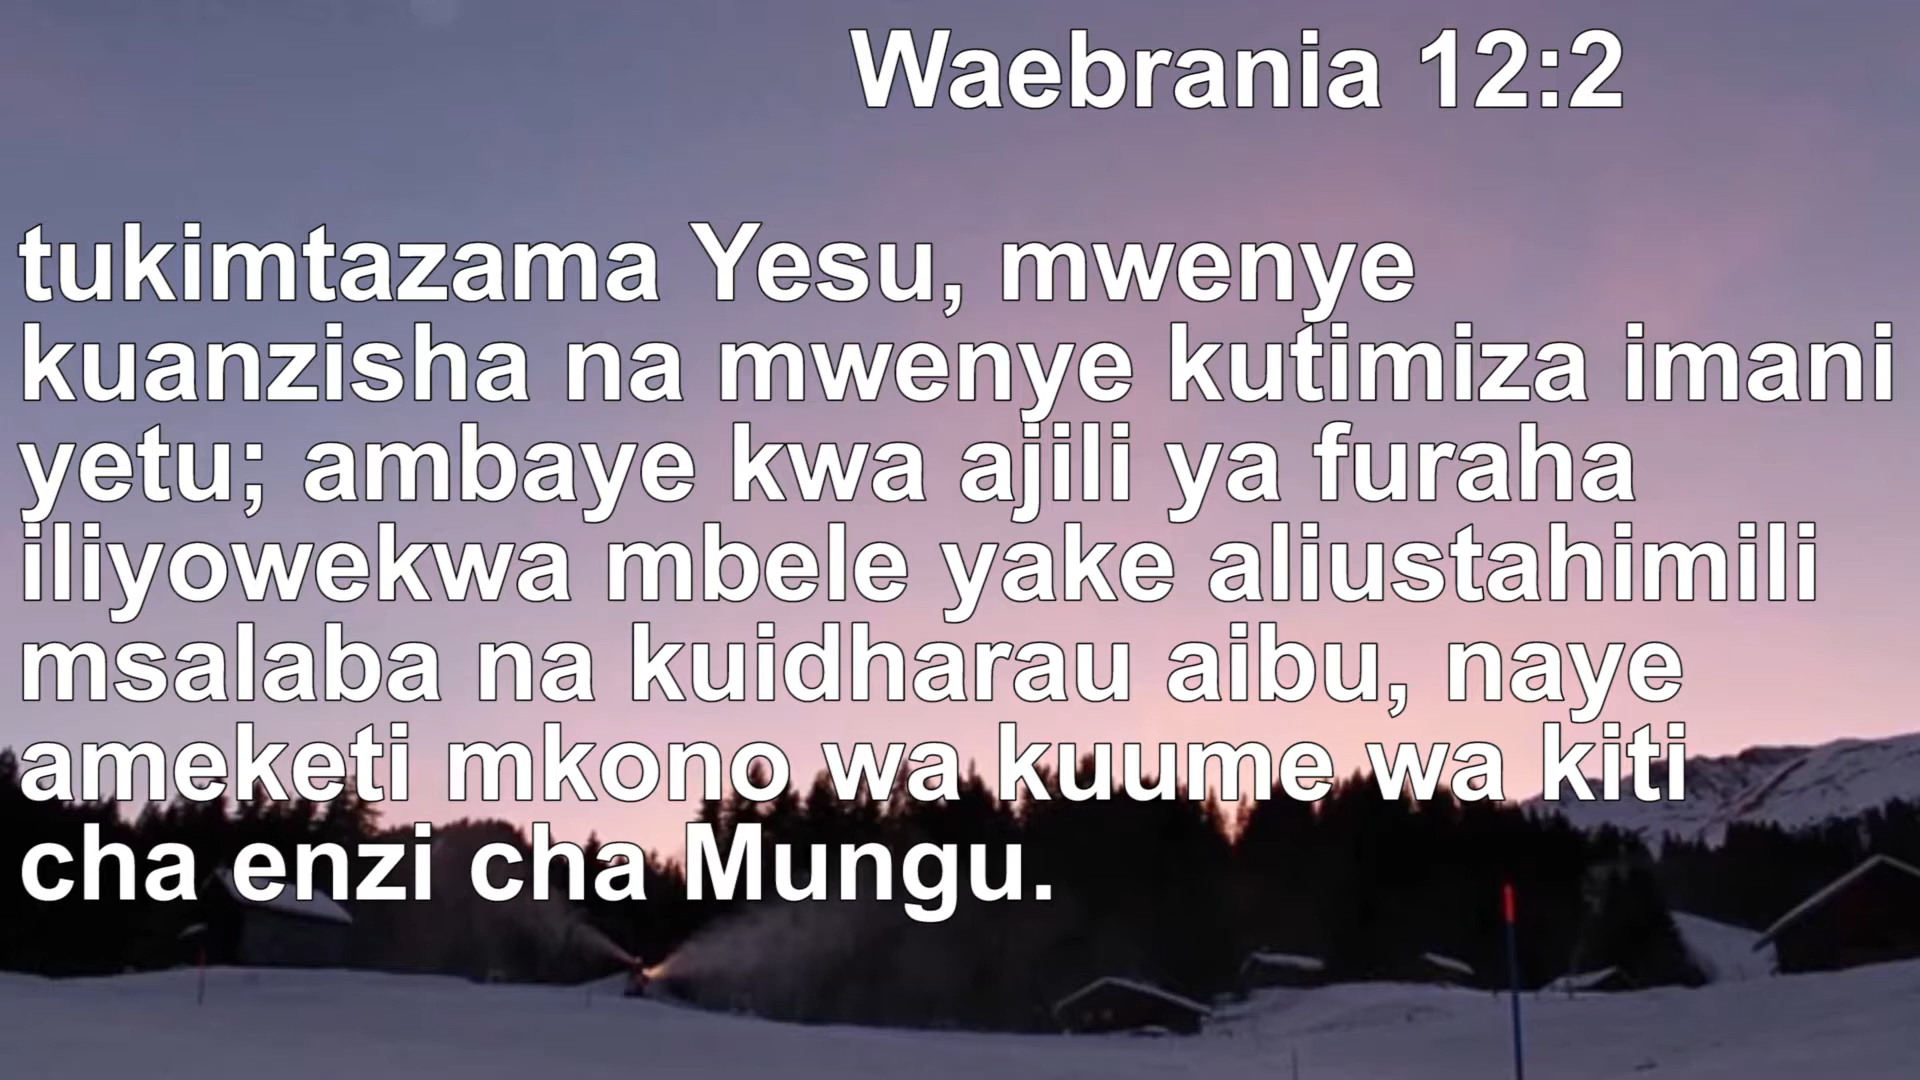 Waebrania 12:2
tukimtazama Yesu, mwenye
kuanzisha na mwenye kutimiza imani
yetu; ambaye kwa ajili ya furaha
iliyowekwa mbele yake aliustahimili
msalaba na kuidharau aibu, naye
ameketi mkono wa kuume wa kiti
cha enzi cha Mungu.